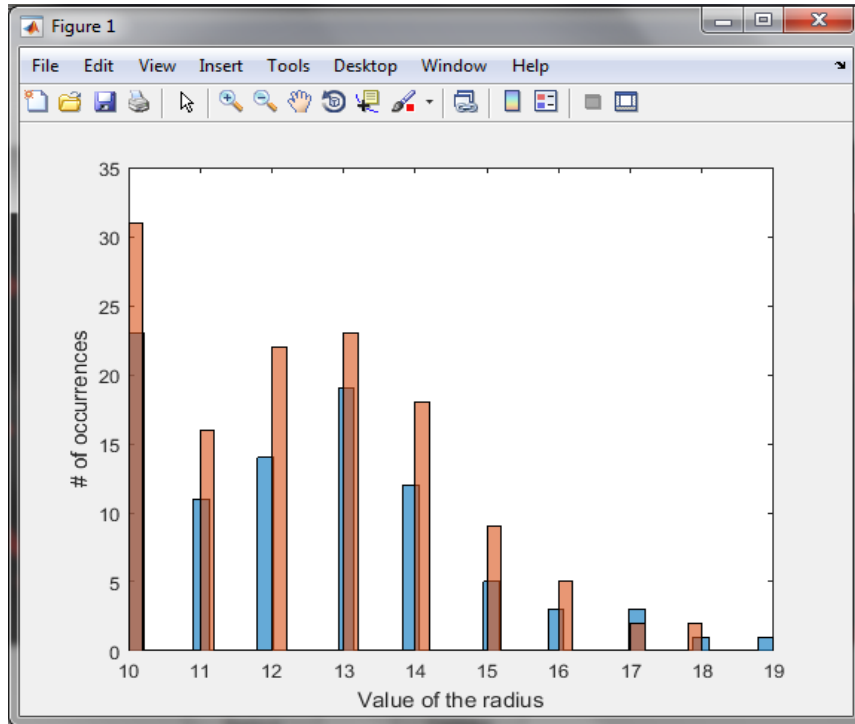 Figure 1
File Edit View Insert Tools Desktop Window Help
35
30
25
20
15
10
5
0
# of occurrences
10 11 12 13 14 15 16 17 18 19
Value of the radius